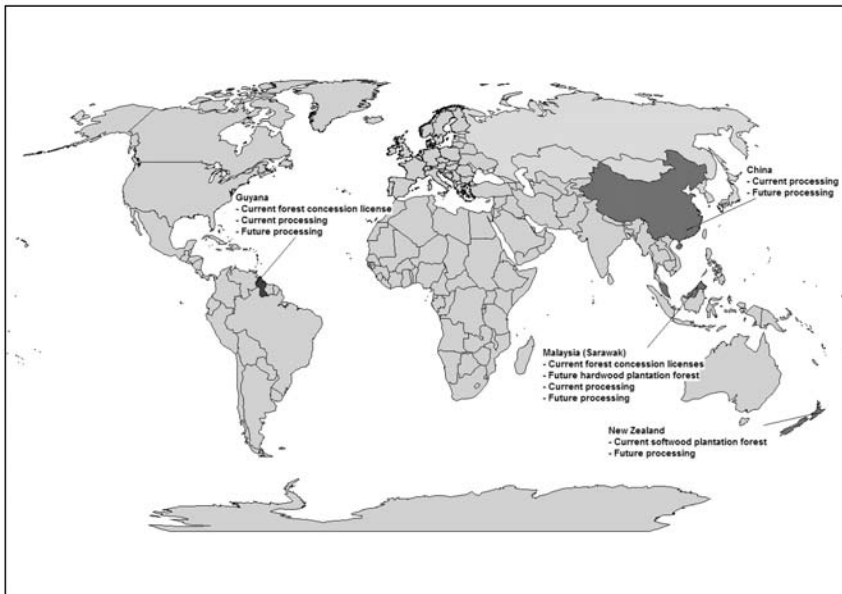 Guyana
- Current forest concession license
- Current processing
- Future processing
China
- Current processing
- Future processing
Malaysia (Sarawak)
- Current forest concession licenses
- Future hardwood plantation forest
- Current processing
- Future processing
New Zealand
- Current softwood plantation forest
- Future processing